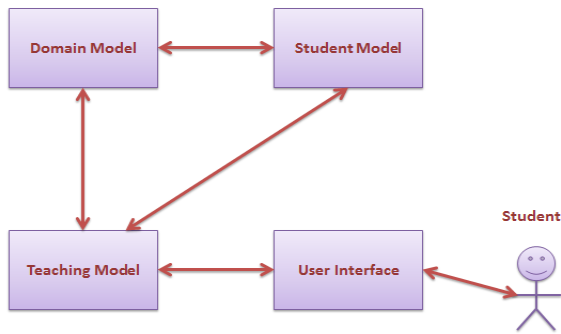 Domain Model
Student Model
Student
Teaching Model
User Interface